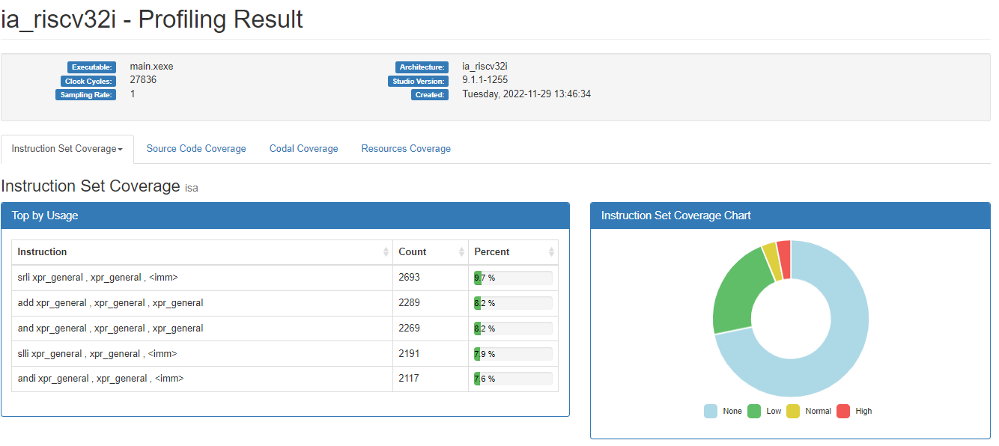 ia_riscv32i - Profiling Result
Executable: main.xexe Architecture: ia_riscv32i
Clock Cycles: 27836 Studio Version: 9.1.1-1255
Sampling Rate: 1 Created: Tuesday, 2022-11-29 13:46:34
Instruction Set Coverage Source Code Coverage Codal Coverage Resources Coverage
Instruction Set Coverage isa
Top by Usage
Instruction Count Percent
srli xpr_general , xpr_general , <imm> 2693 9.7 %
add xpr_general , xpr_general , xpr_general 2289 8.2 %
and xpr_general , xpr_general , xpr_general 2269 8.2 %
slli xpr_general , xpr_general , <imm> 2191 7.9 %
andi xpr_general , xpr_general , <imm> 2117 7.6 %
Instruction Set Coverage Chart
None Low Normal High